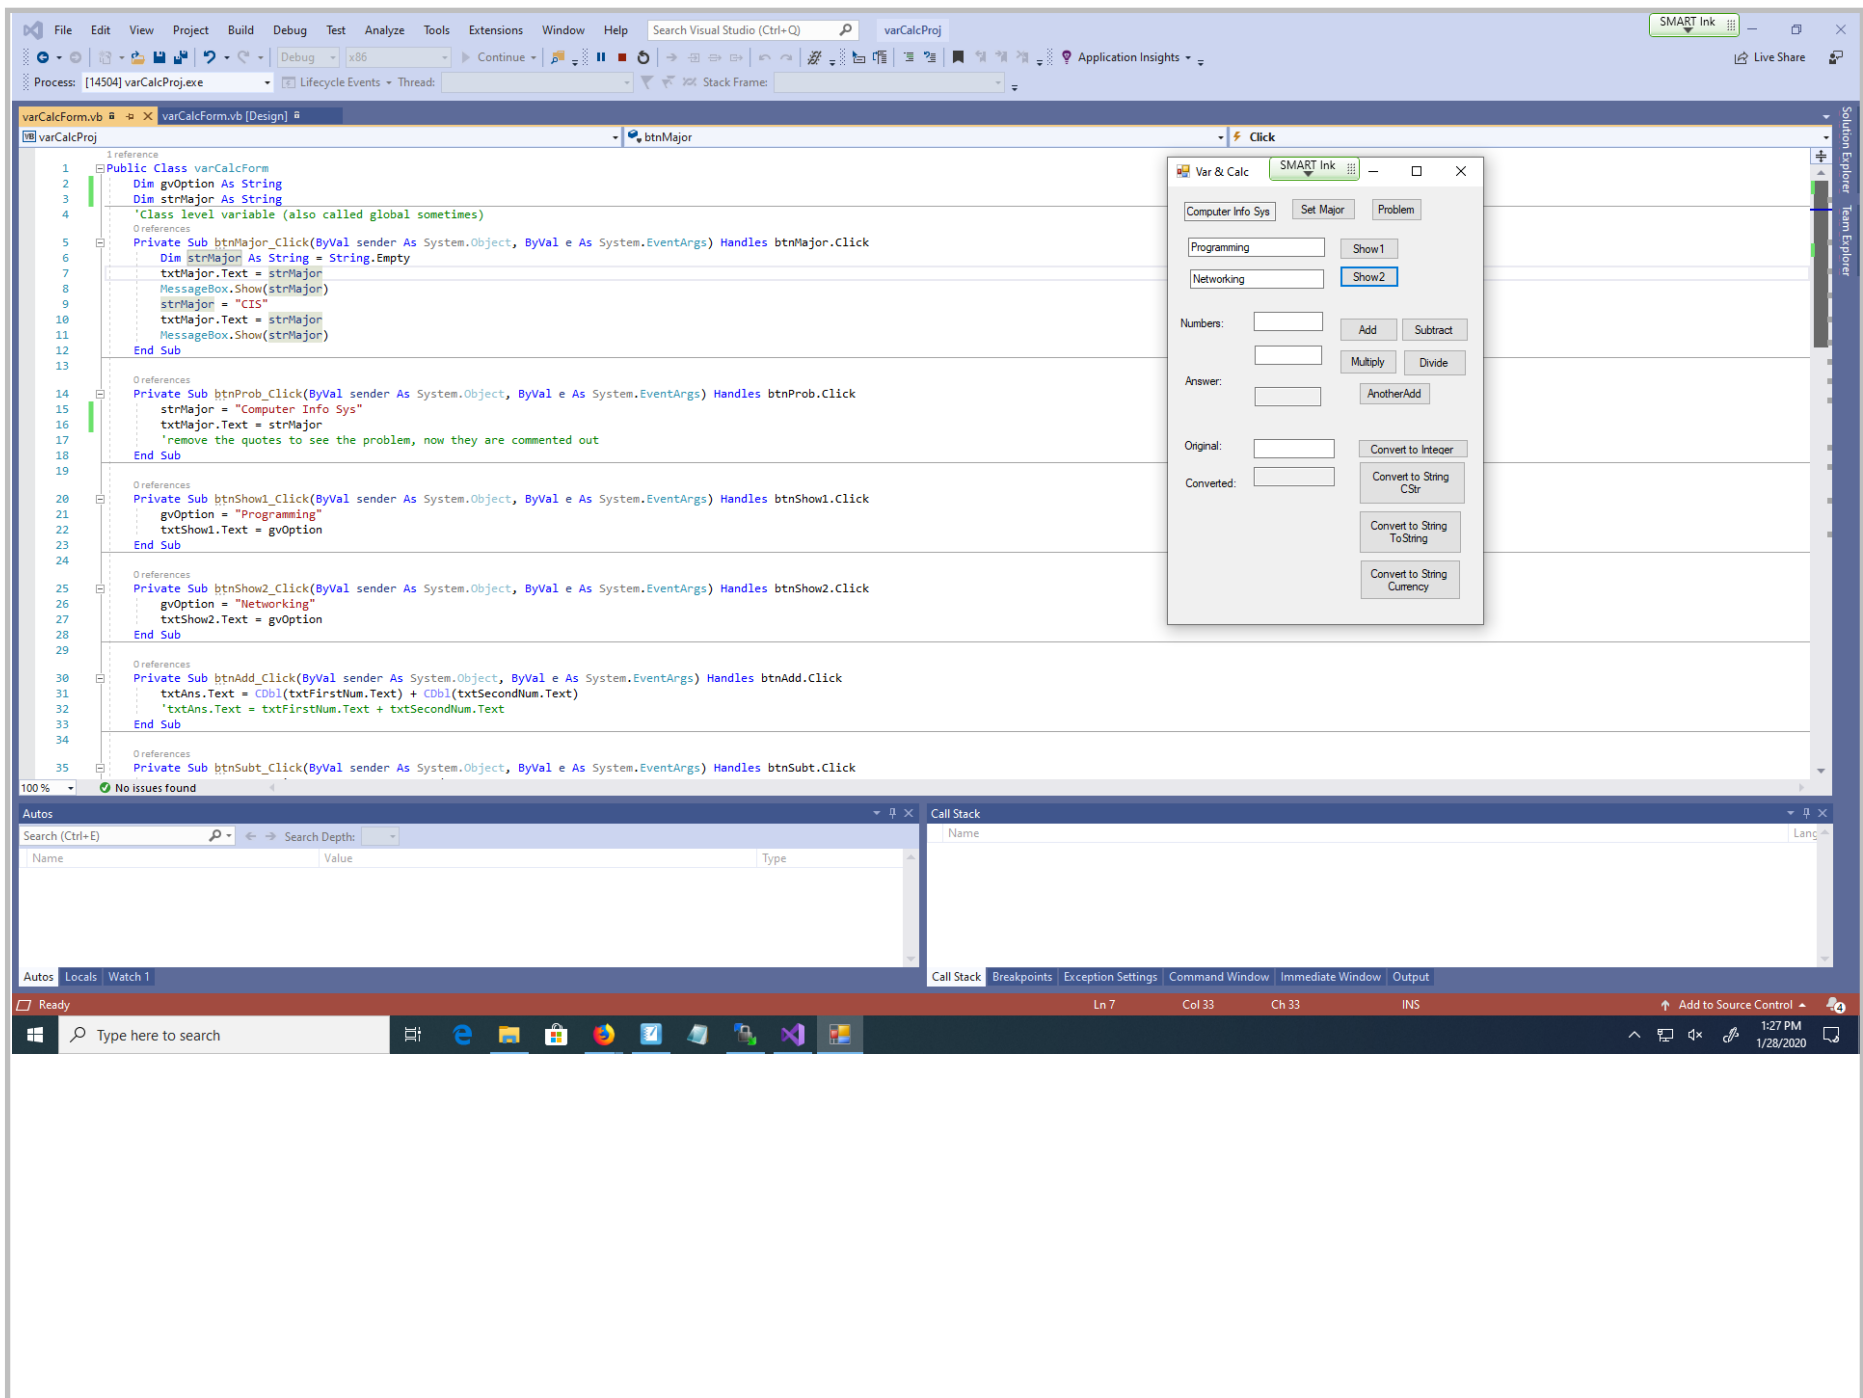 File Edit View Project Build Debug Test Analyze Tools Extensions Window Help Search Visual Studio (Ctrl+Q) varCalcProj SMART Ink
Debug x86 Continue Application Insights Live Share
Process: [14504] varCalcProj.exe Lifecycle Events Thread: Stack Frame:
varCalcForm.vb varCalcForm.vb [Design]
VB varCalcProj btnMajor Click
Solution Explorer
Team Explorer
1 reference
1 Public Class varCalcForm
2 Dim gvOption As String
3 Dim strMajor As String
4 'Class level variable (also called global sometimes)
0 references
5 Private Sub btnMajor_Click(ByVal sender As System.Object, ByVal e As System.EventArgs) Handles btnMajor.Click
6 Dim strMajor As String = String.Empty
7 txtMajor.Text = strMajor
8 MessageBox.Show(strMajor)
9 strMajor = "CIS"
10 txtMajor.Text = strMajor
11 MessageBox.Show(strMajor)
12 End Sub
13
0 references
14 Private Sub btnProb_Click(ByVal sender As System.Object, ByVal e As System.EventArgs) Handles btnProb.Click
15 strMajor = "Computer Info Sys"
16 txtMajor.Text = strMajor
17 'remove the quotes to see the problem, now they are commented out
18 End Sub
19
0 references
20 Private Sub btnShow1_Click(ByVal sender As System.Object, ByVal e As System.EventArgs) Handles btnShow1.Click
21 gvOption = "Programming"
22 txtShow1.Text = gvOption
23 End Sub
24
0 references
25 Private Sub btnShow2_Click(ByVal sender As System.Object, ByVal e As System.EventArgs) Handles btnShow2.Click
26 gvOption = "Networking"
27 txtShow2.Text = gvOption
28 End Sub
29
0 references
30 Private Sub btnAdd_Click(ByVal sender As System.Object, ByVal e As System.EventArgs) Handles btnAdd.Click
31 txtAns.Text = CDbl(txtFirstNum.Text) + CDbl(txtSecondNum.Text)
32 'txtAns.Text = txtFirstNum.Text + txtSecondNum.Text
33 End Sub
34
0 references
35 Private Sub btnSubt_Click(ByVal sender As System.Object, ByVal e As System.EventArgs) Handles btnSubt.Click
Var & Calc SMART Ink
Computer Info Sys Set Major Problem
Programming Show1
Networking Show2
Numbers: Add Subtract
Multiply Divide
Answer: AnotherAdd
Original: Convert to Integer
Converted: Convert to String
CStr
Convert to String
ToString
Convert to String
Currency
100 % No issues found
Autos Call Stack
Search (Ctrl+E) Search Depth: Name Lang
Name Value Type
Autos Locals Watch 1 Call Stack Breakpoints Exception Settings Command Window Immediate Window Output
Ready Ln 7 Col 33 Ch 33 INS Add to Source Control 4
Type here to search 1:27 PM
1/28/2020